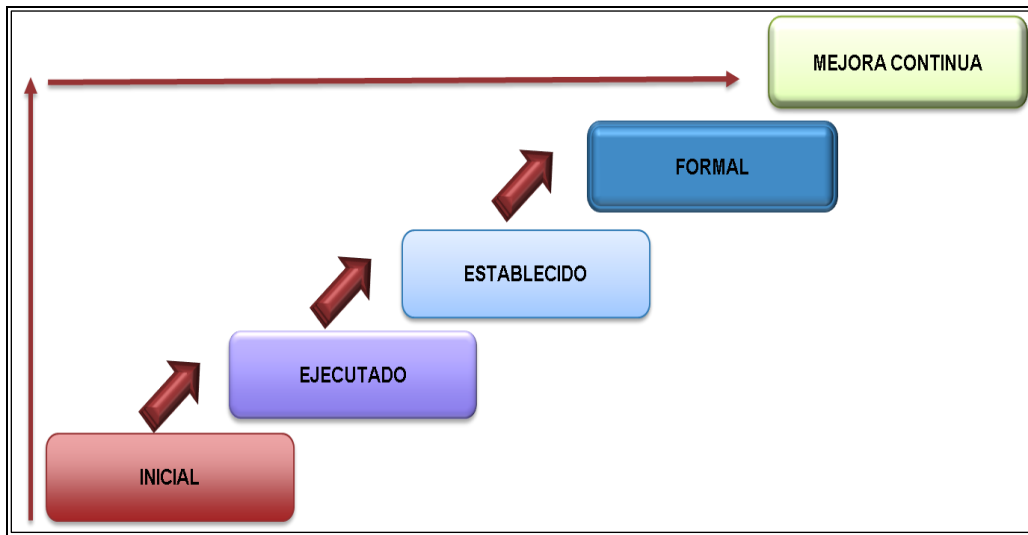 MEJORA CONTINUA
FORMAL
ESTABLECIDO
EJECUTADO
INICIAL